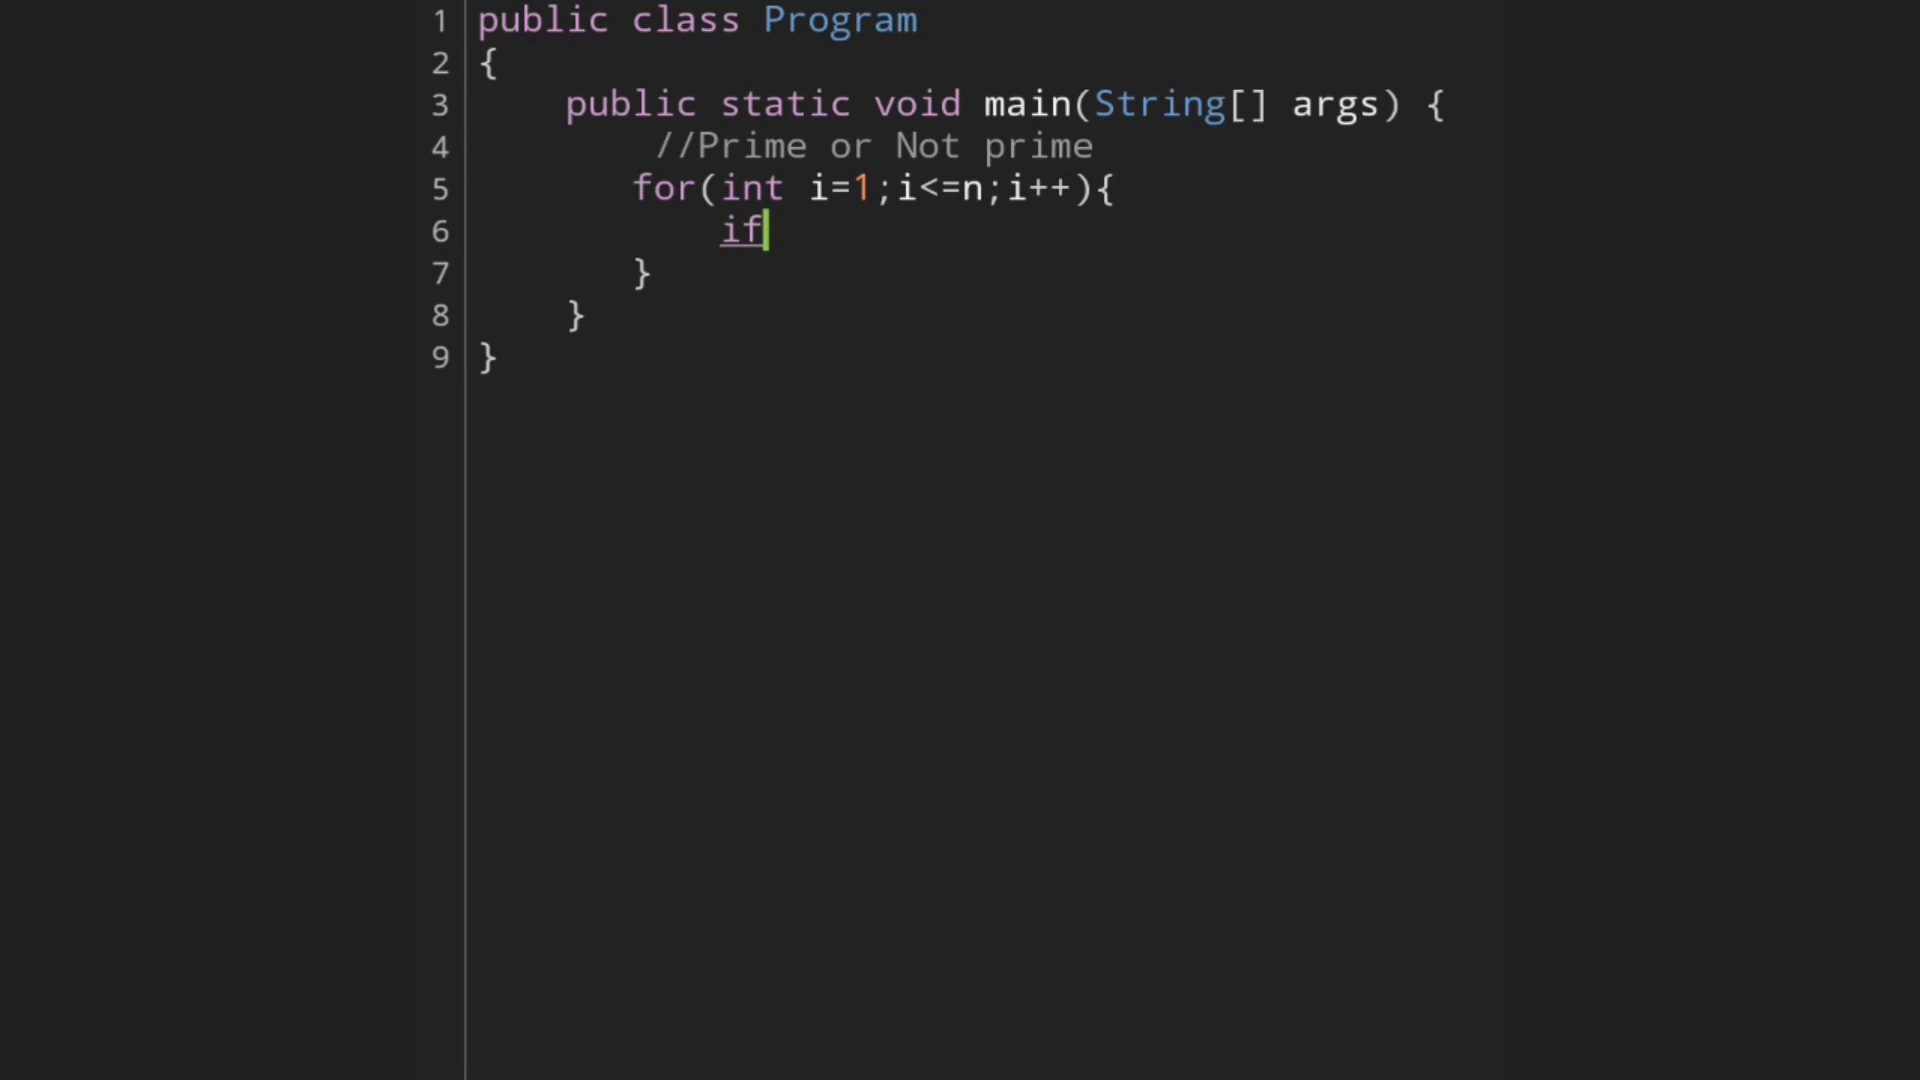 1 public class Program
2 {
3 public static void main(String[] args) {
4 //Prime or Not prime
5 for(int i=1;i<=n;i++){
6 if
7 }
8 }
9 }